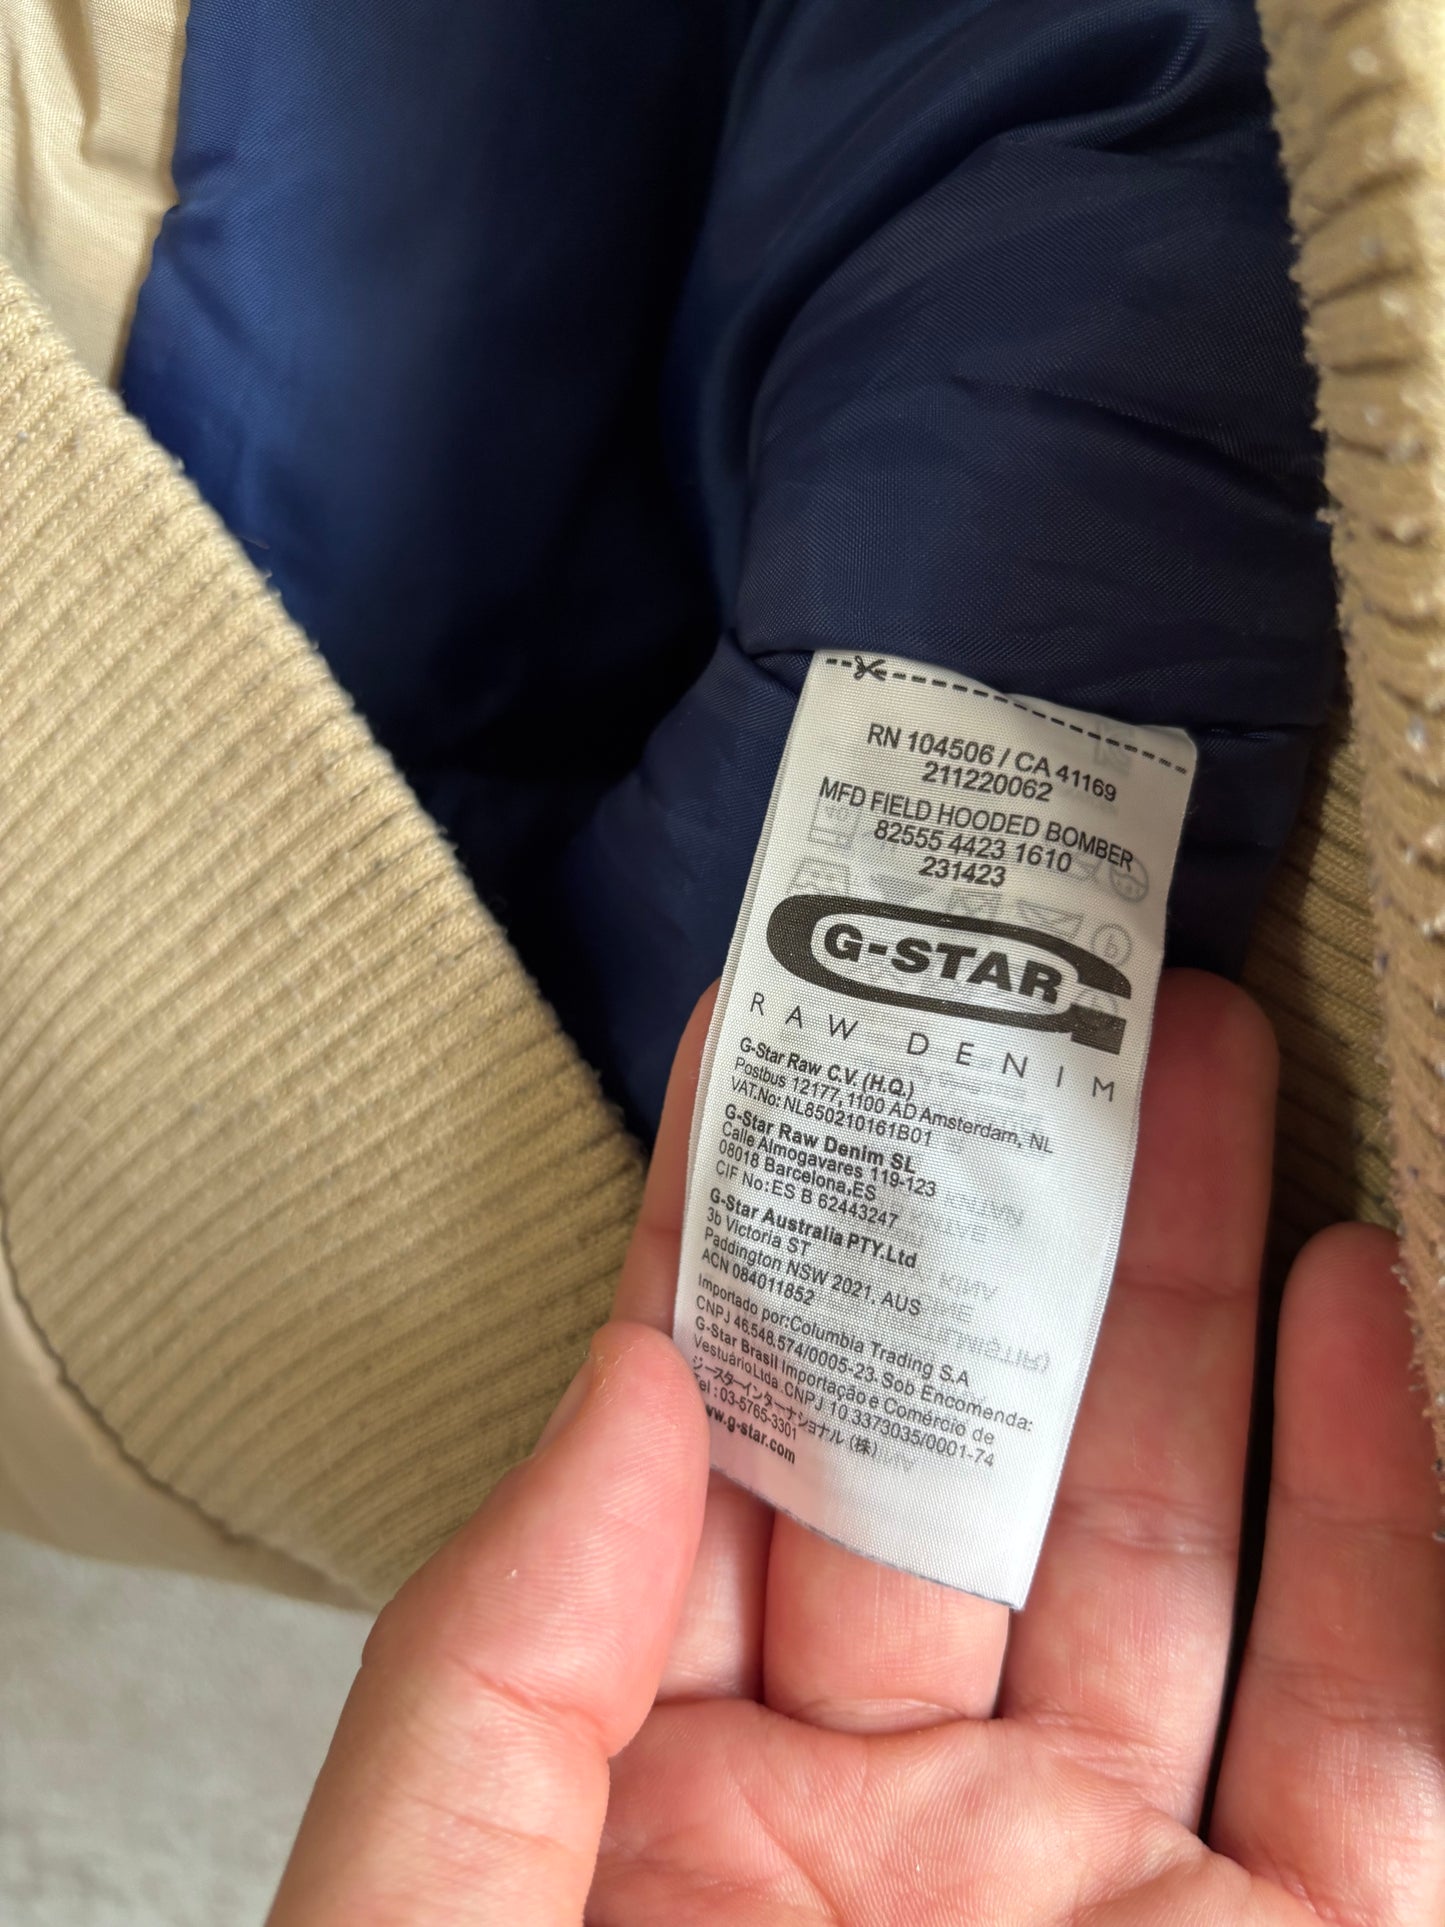 RN 104506 / CA 41169
211220062
MFD FIELD HOODED BOMBER
82555 4423 1610
231423
G-STAR
RAW DENIM
G-Star Raw C.V. (H.Q.)
Postbus 12177, 1100 AD Amsterdam, NL
VAT.No: NL850210161B01
G-Star Raw Denim SL
Calle Almogavares 119-123
08018 Barcelona,ES
CIF No:ES B 62443247
G-Star Australia PTY.Ltd
3b Victoria ST
Paddington NSW 2021, AUS
ACN 084011852
Importado por:Columbia Trading S.A
CNPJ 46.548.574/0005-23. Sob Encomenda:
G-Star Brasil Importação e Comércio de
VestuárioLtda. CNPJ 10.3373035/0001-74
ジースターインターナショナル (株)
Tel : 03-5765-3301
www.g-star.com